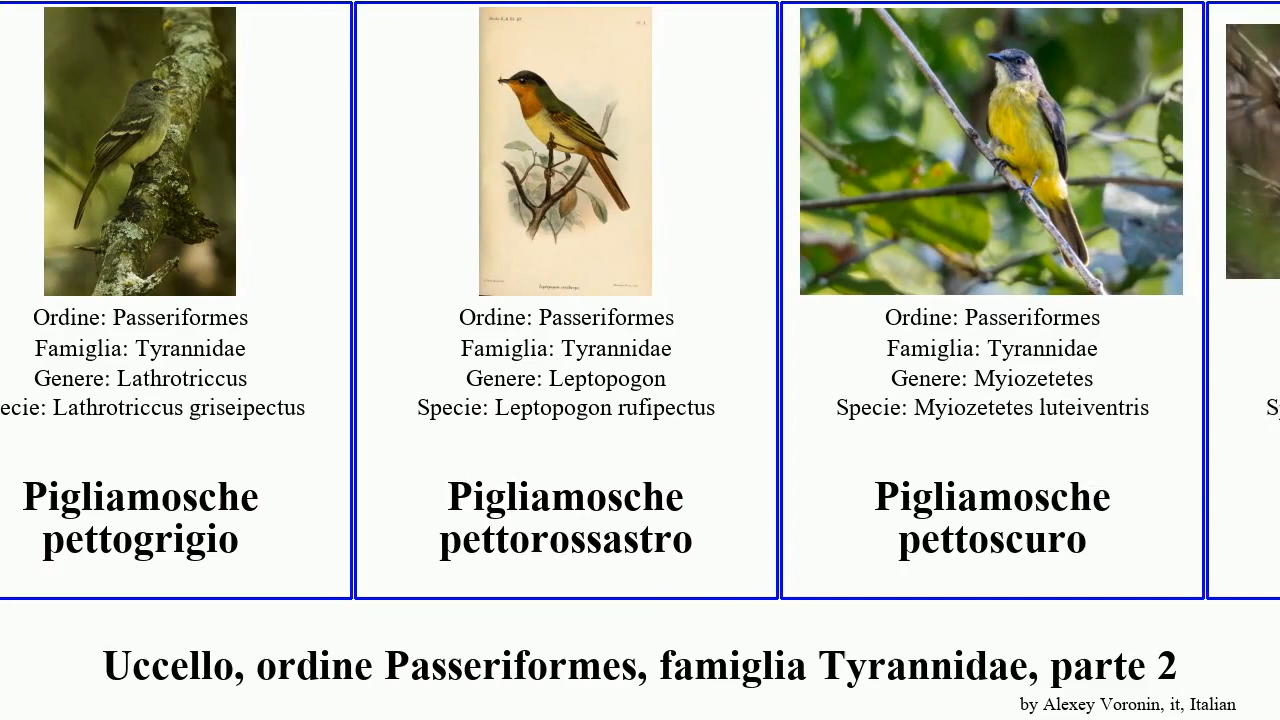 Ordine: Passeriformes
Famiglia: Tyrannidae
Genere: Lathrotriccus
ecie: Lathrotriccus griseipectus
Pigliamosche
pettogrigio
Ordine: Passeriformes
Famiglia: Tyrannidae
Genere: Leptopogon
Specie: Leptopogon rufipectus
Pigliamosche
pettorossastro
Ordine: Passeriformes
Famiglia: Tyrannidae
Genere: Myiozetetes
Specie: Myiozetetes luteiventris
Pigliamosche
pettoscuro
Uccello, ordine Passeriformes, famiglia Tyrannidae, parte 2
by Alexey Voronin, it, Italian